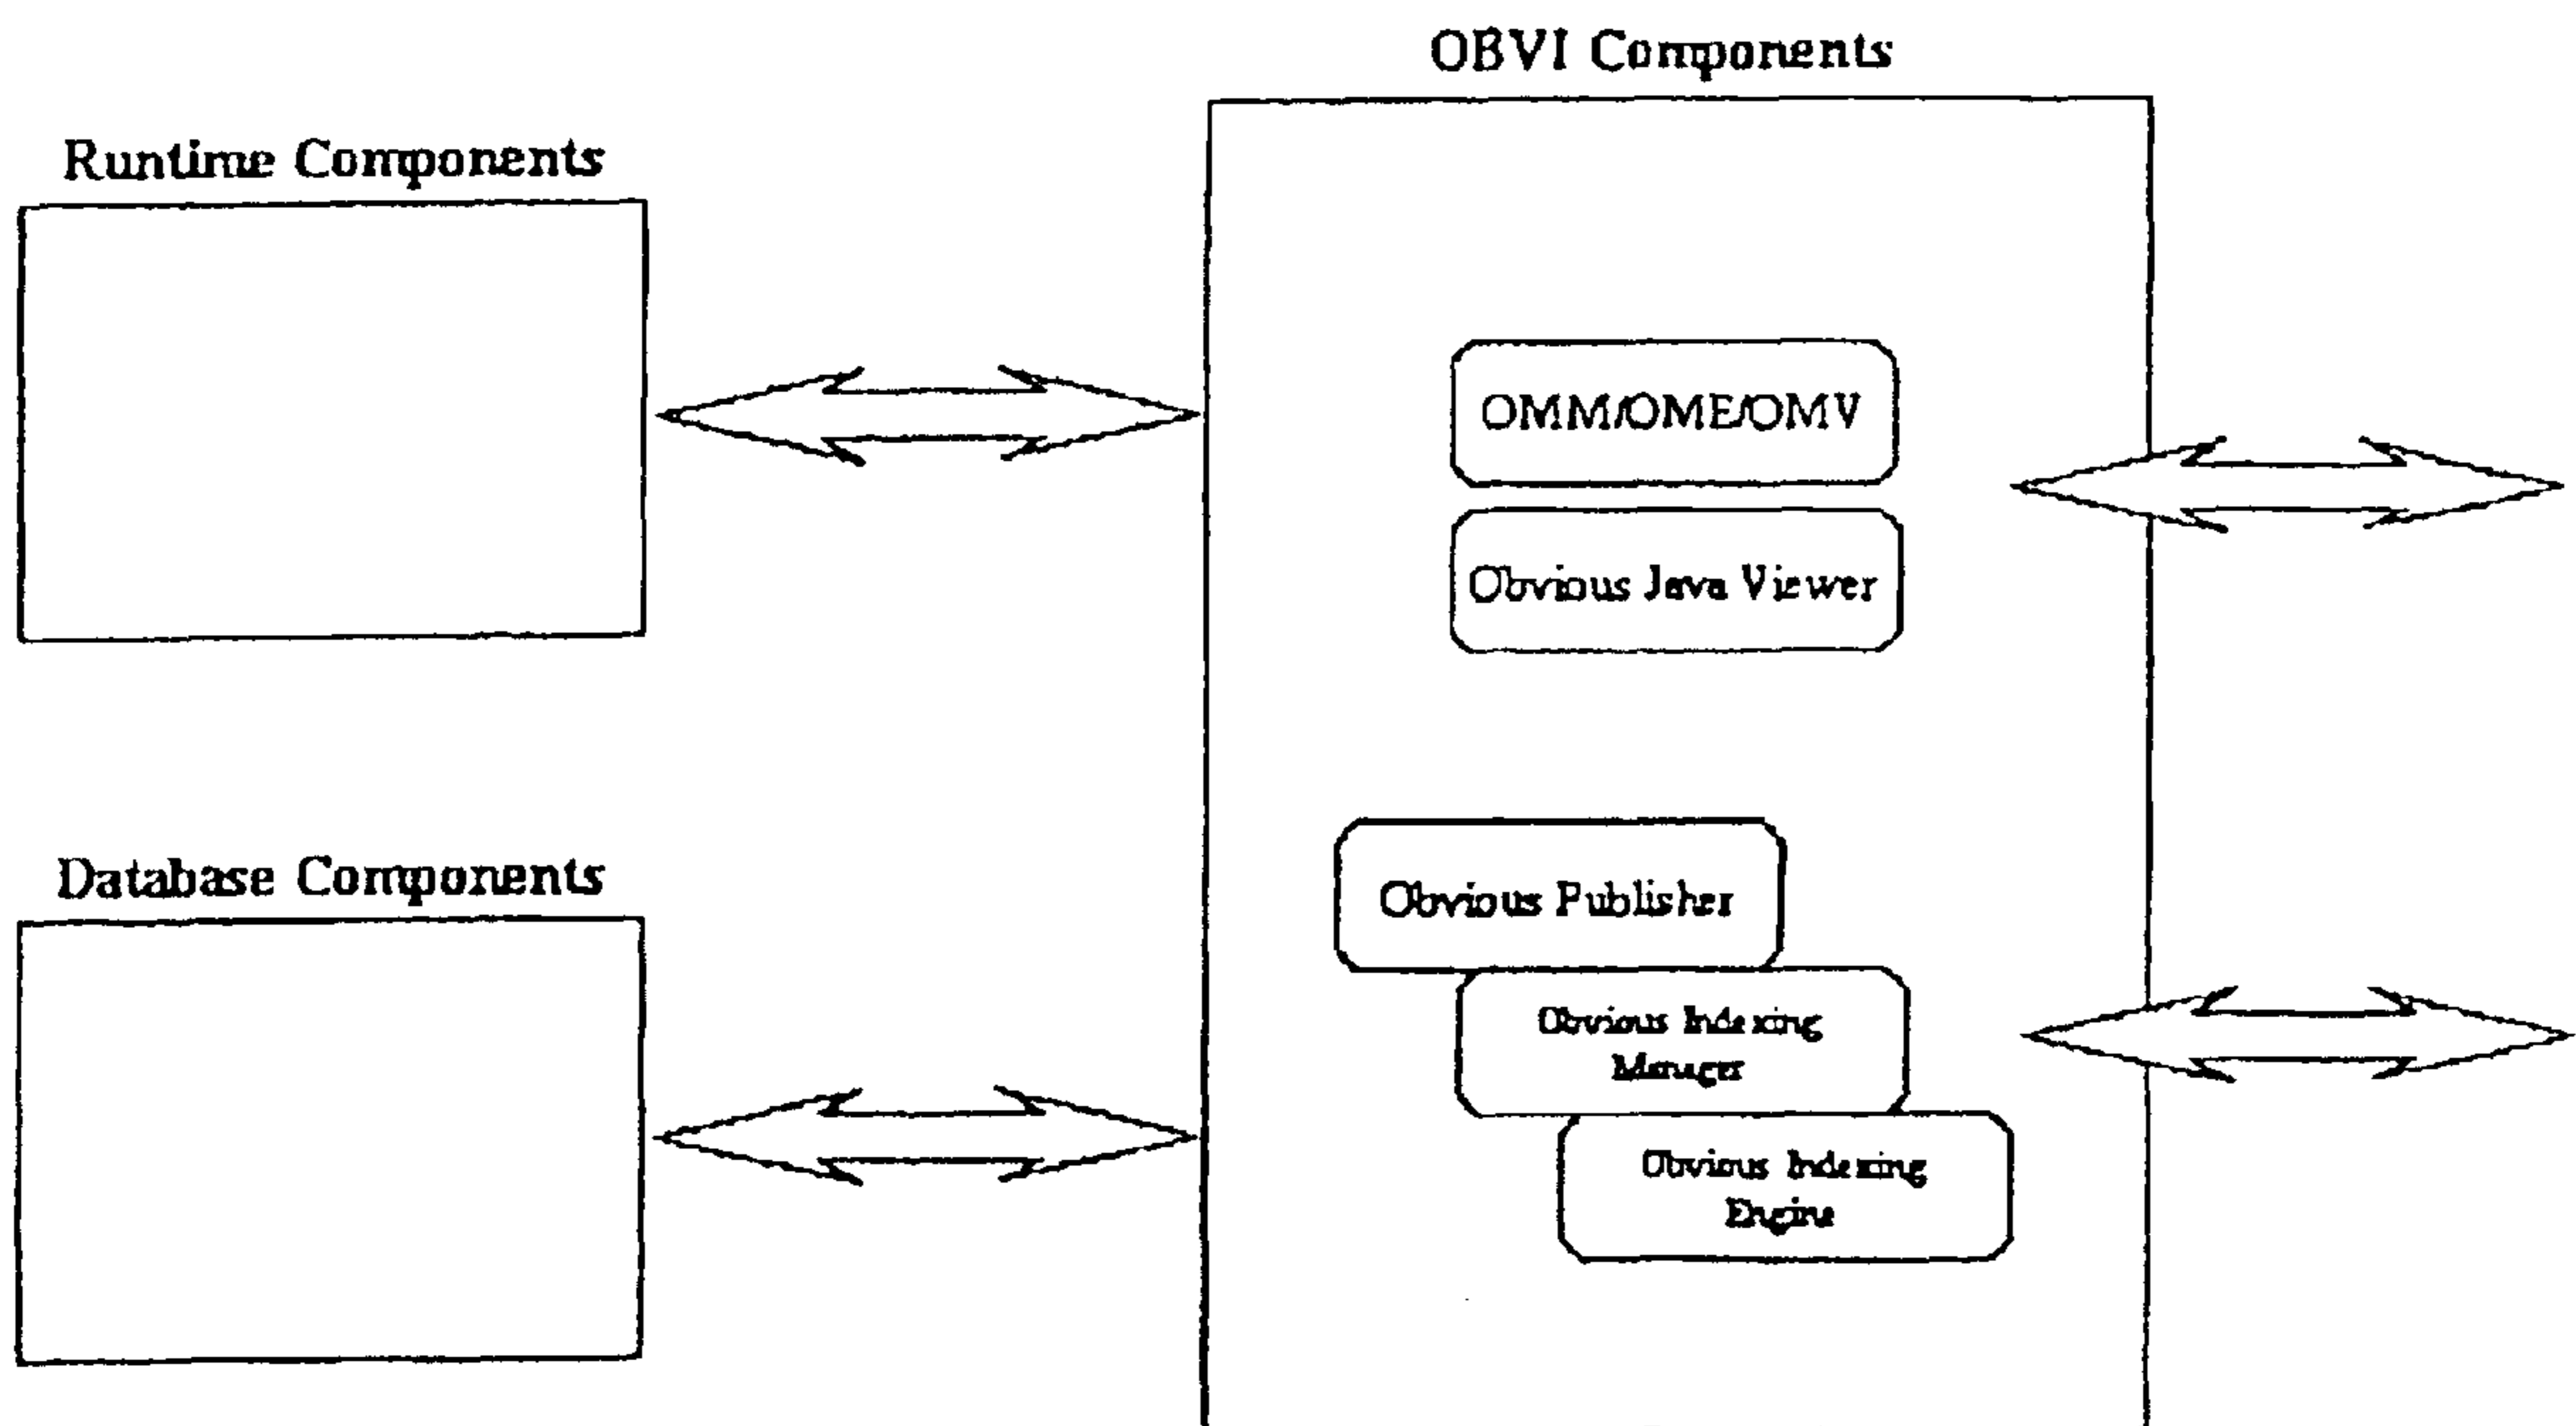 OBVI Components
Runtime Components
OMM/OME/OMV
Obvious Java Viewer
Database Components
Obvious Publisher
Obvious Indexing
Manager
Obvious Indexing
Engine